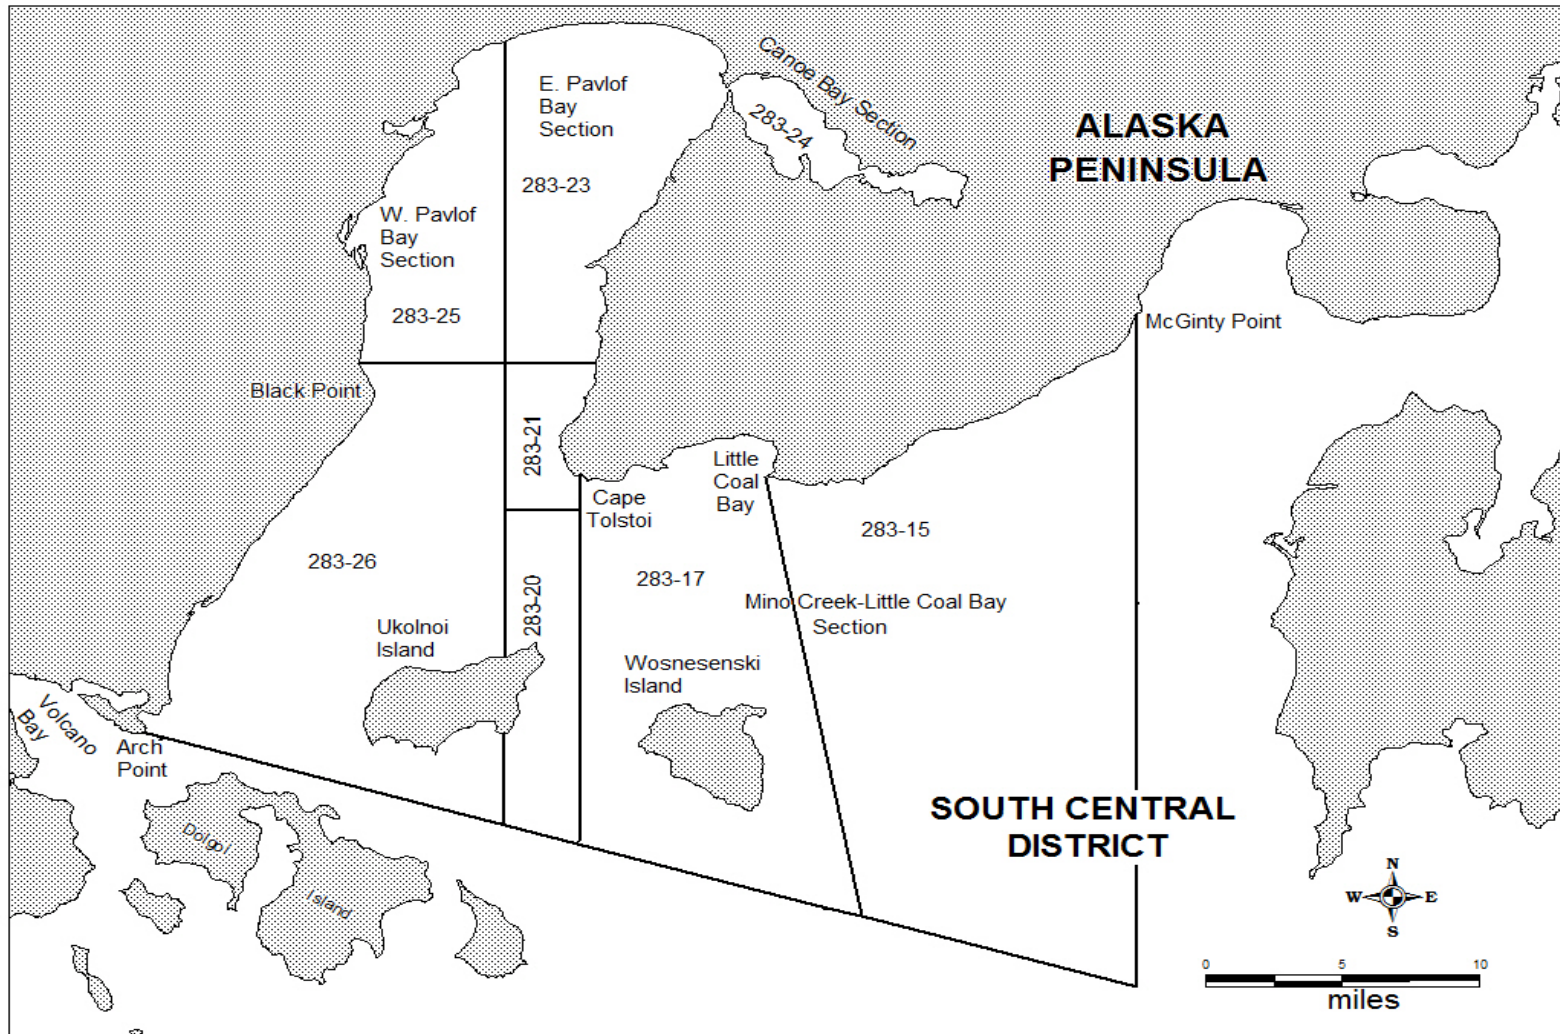 Canoe Bay Section
283-24
E. Pavlof
Bay
Section
283-23
ALASKA
PENINSULA
W. Pavlof
Bay
Section
283-25
McGinty Point
Black Point
283-21
Little
Coal
Bay
Cape
Tolstoi
283-15
283-26
283-17
283-20
Mino Creek-Little Coal Bay
Section
Ukolnoi
Island
Wosnesenski
Island
Volcano
Bay
Arch
Point
SOUTH CENTRAL
DISTRICT
Dolgoi
Island
N
W E
S
0 5 10
miles